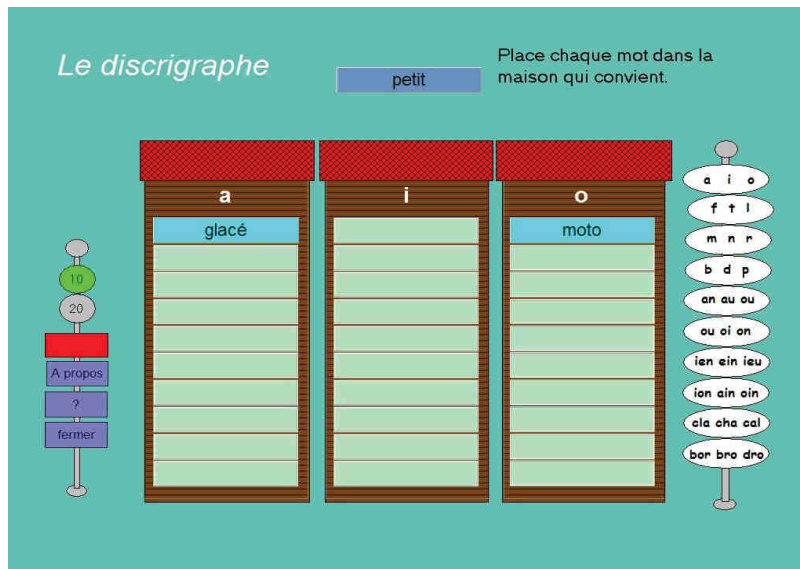 Le discrigraphe
petit
Place chaque mot dans la
maison qui convient.
a
i
o
glacé
moto
10
20
A propos
?
fermer
a i o
f t l
m n r
b d p
an au ou
ou oi on
ien ein ieu
ion ain oin
cla cha cal
bor bro dro